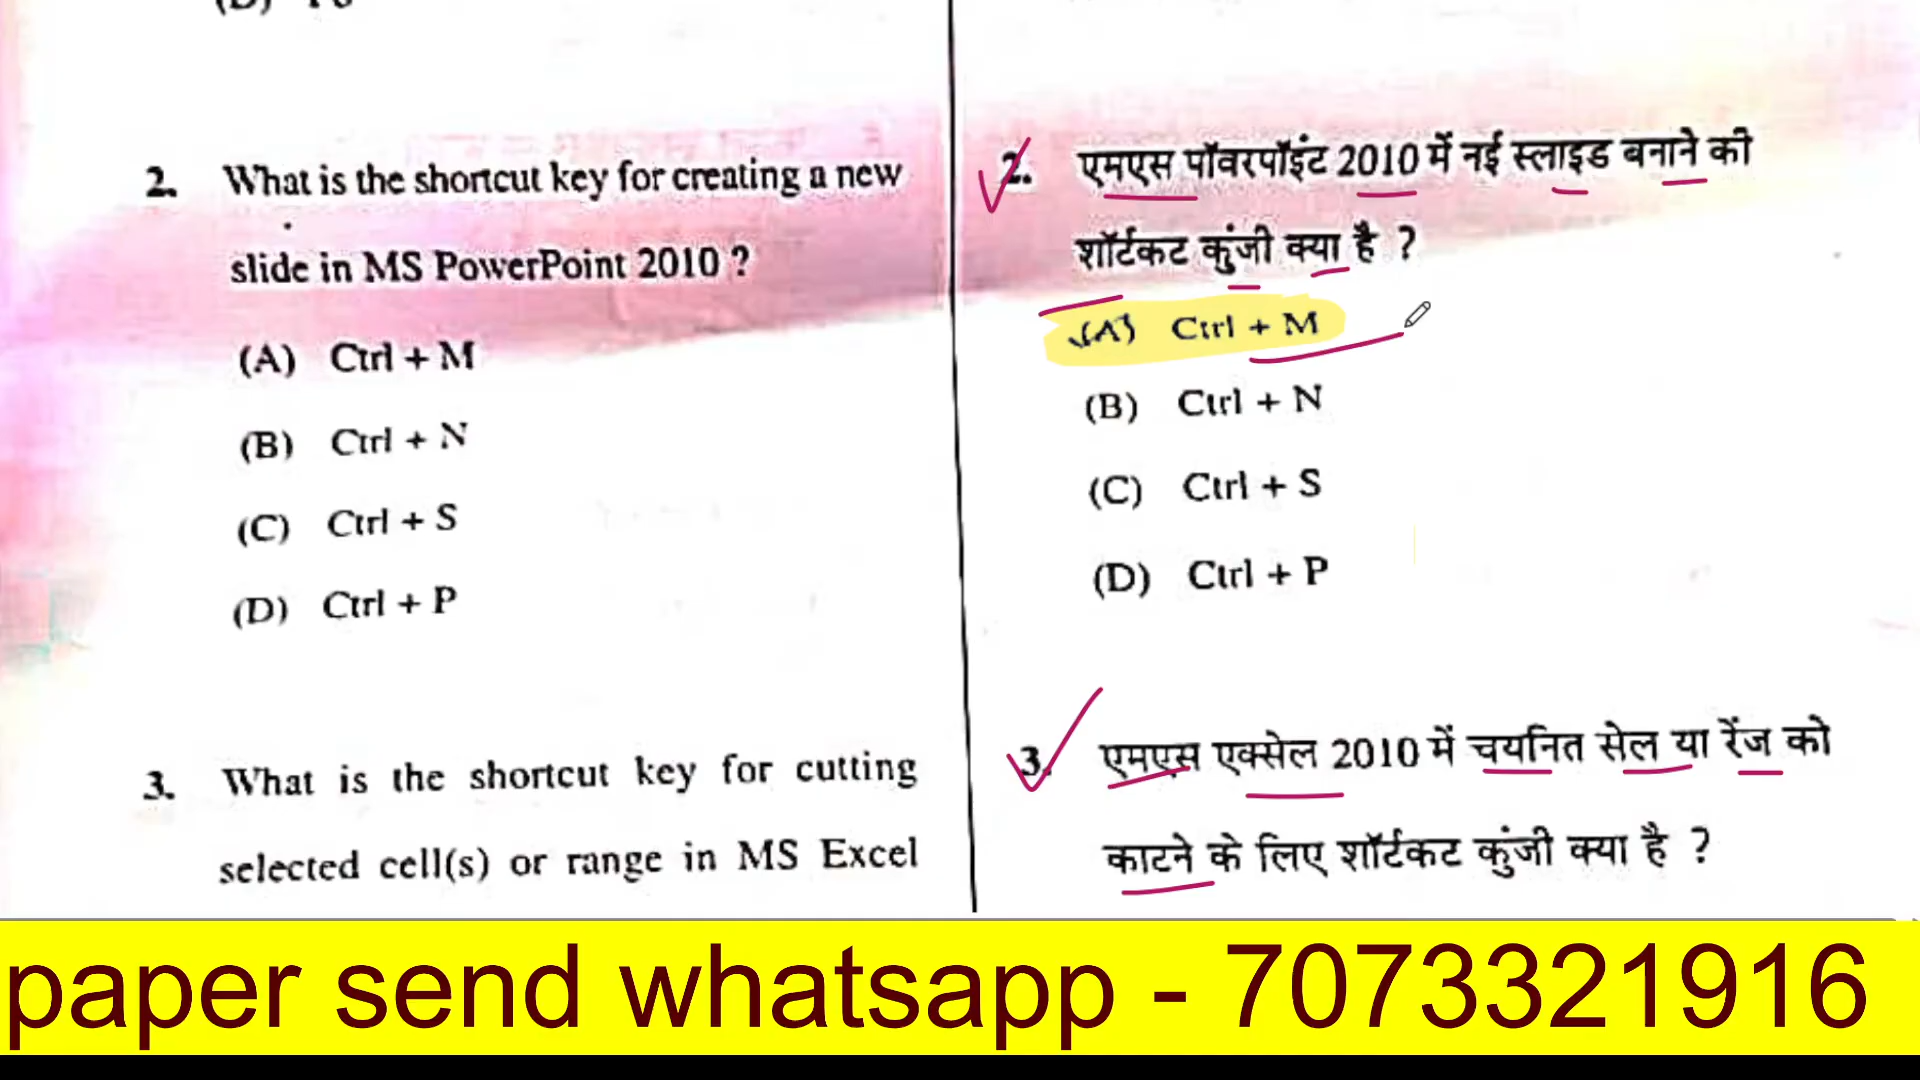 2. What is the shortcut key for creating a new
slide in MS PowerPoint 2010 ?
(A) Ctrl + M
(B) Ctrl + N
(C) Ctrl + S
(D) Ctrl + P
3. What is the shortcut key for cutting
selected cell(s) or range in MS Excel
2. एमएस पॉवरपॉइंट 2010 में नई स्लाइड बनाने की
शॉर्टकट कुंजी क्या है ?
(A) Ctrl + M
(B) Ctrl + N
(C) Ctrl + S
(D) Ctrl + P
3. एमएस एक्सेल 2010 में चयनित सेल या रेंज को
काटने के लिए शॉर्टकट कुंजी क्या है ?
paper send whatsapp - 7073321916